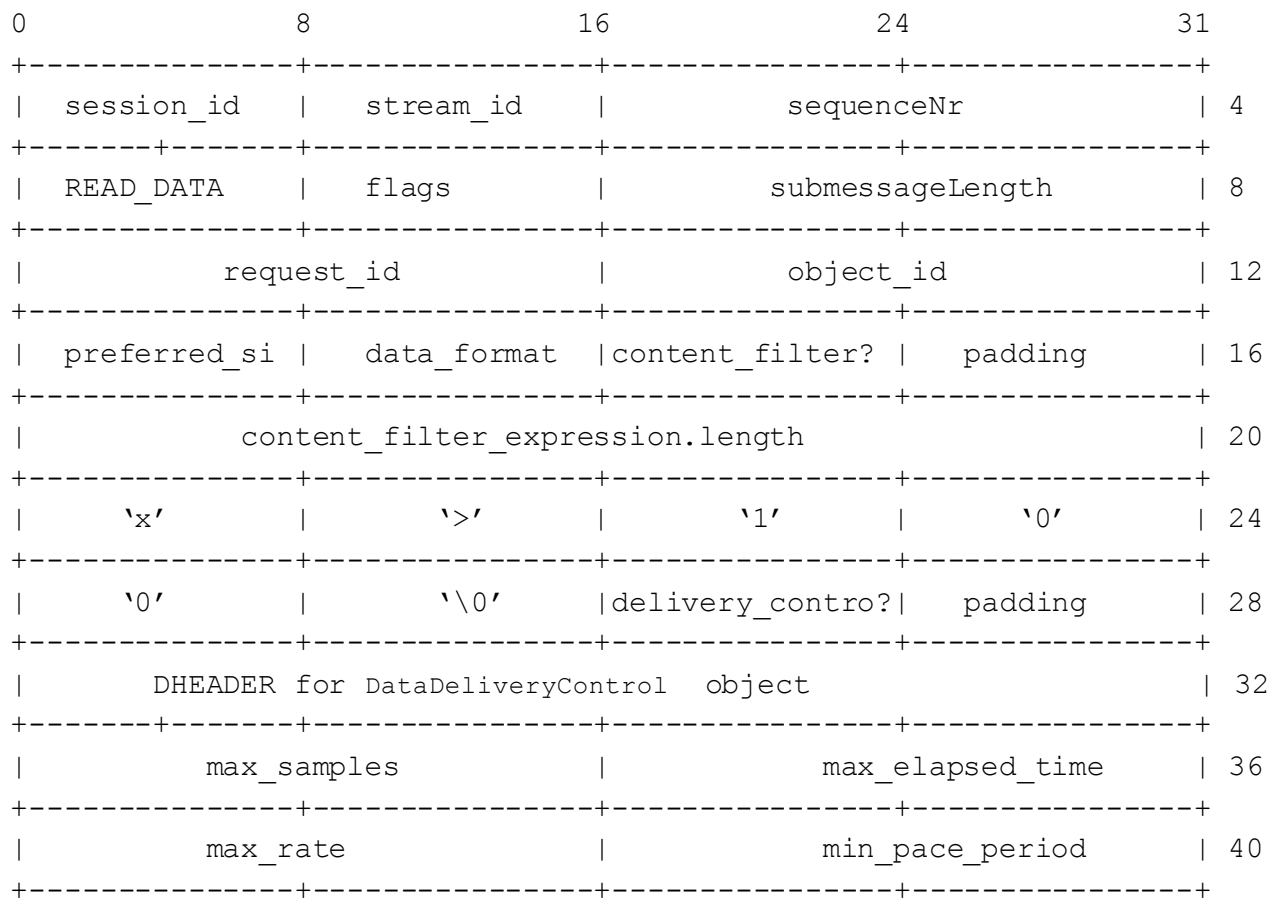 0 8 16 24 31
+---------------+---------------+---------------+---------------+
| session_id | stream_id | sequenceNr | 4
+-------+-------+---------------+---------------+---------------+
| READ_DATA | flags | submessageLength | 8
+---------------+---------------+---------------+---------------+
| request_id | object_id | 12
+---------------+---------------+---------------+---------------+
| preferred_si | data_format |content_filter? | padding | 16
+---------------+---------------+---------------+---------------+
| content_filter_expression.length | 20
+---------------+---------------+---------------+---------------+
| ‘x’ | ‘>’ | ‘1’ | ‘0’ | 24
+---------------+---------------+---------------+---------------+
| ‘0’ | ‘\0’ |delivery_contro?| padding | 28
+---------------+---------------+---------------+---------------+
| DHEADER for DataDeliveryControl object | 32
+-------+-------+---------------+---------------+---------------+
| max_samples | max_elapsed_time | 36
+---------------+---------------+---------------+---------------+
| max_rate | min_pace_period | 40
+---------------+---------------+---------------+---------------+